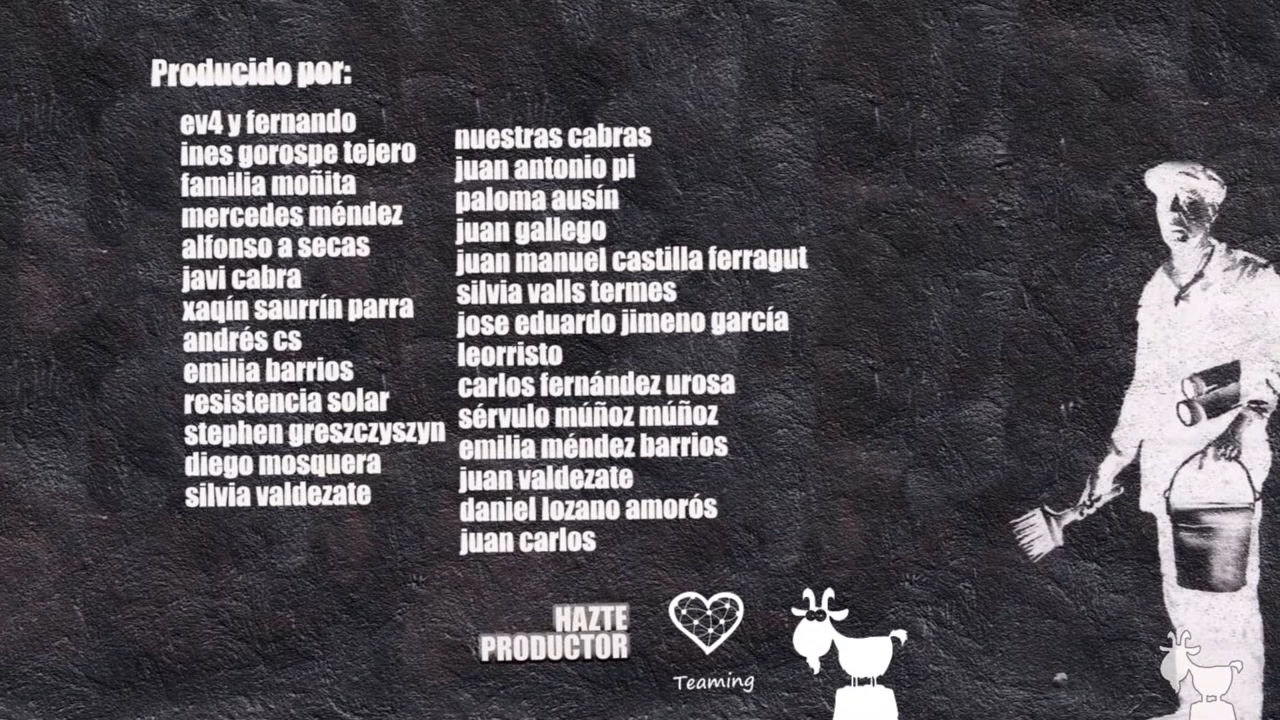 Producido por:
ev4 y fernando
ines gorospe tejero
familia moñita
mercedes méndez
alfonso a secas
javi cabra
xaqín saurrín parra
andrés cs
emilia barrios
resistencia solar
stephen greszczyszyn
diego mosquera
silvia valdezate
nuestras cabras
juan antonio pi
paloma ausín
juan gallego
juan manuel castilla ferragut
silvia valls termes
jose eduardo jimeno garcía
leorristo
carlos fernández urosa
sérvulo múñoz múñoz
emilia méndez barrios
juan valdezate
daniel lozano amorós
juan carlos
HAZTE
PRODUCTOR
Teaming